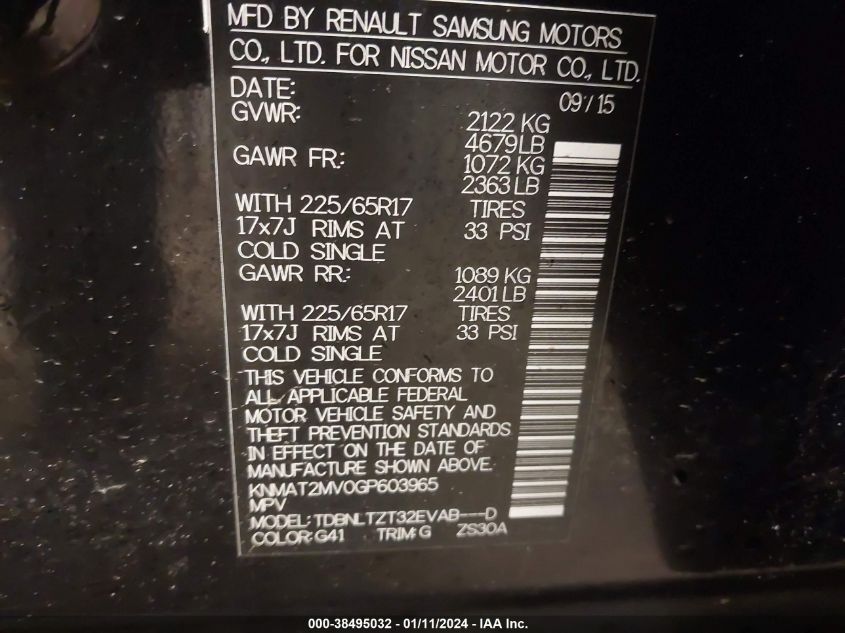 MFD BY RENAULT SAMSUNG MOTORS
CO., LTD. FOR NISSAN MOTOR CO., LTD.
DATE: 09/15
GVWR: 2122 KG
4679 LB
GAWR FR.: 1072 KG
2363 LB
WITH 225/65R17 TIRES
17x7J RIMS AT 33 PSI
COLD SINGLE
GAWR RR.: 1089 KG
2401 LB
WITH 225/65R17 TIRES
17x7J RIMS AT 33 PSI
COLD SINGLE
THIS VEHICLE CONFORMS TO
ALL APPLICABLE FEDERAL
MOTOR VEHICLE SAFETY AND
THEFT PREVENTION STANDARDS
IN EFFECT ON THE DATE OF
MANUFACTURE SHOWN ABOVE.
KNMAT2MV0GP603965
MPV
MODEL: TDBNLTZT32EVAB---D
COLOR: G41 TRIM: G ZS30A
000-38495032 - 01/11/2024 - IAA Inc.